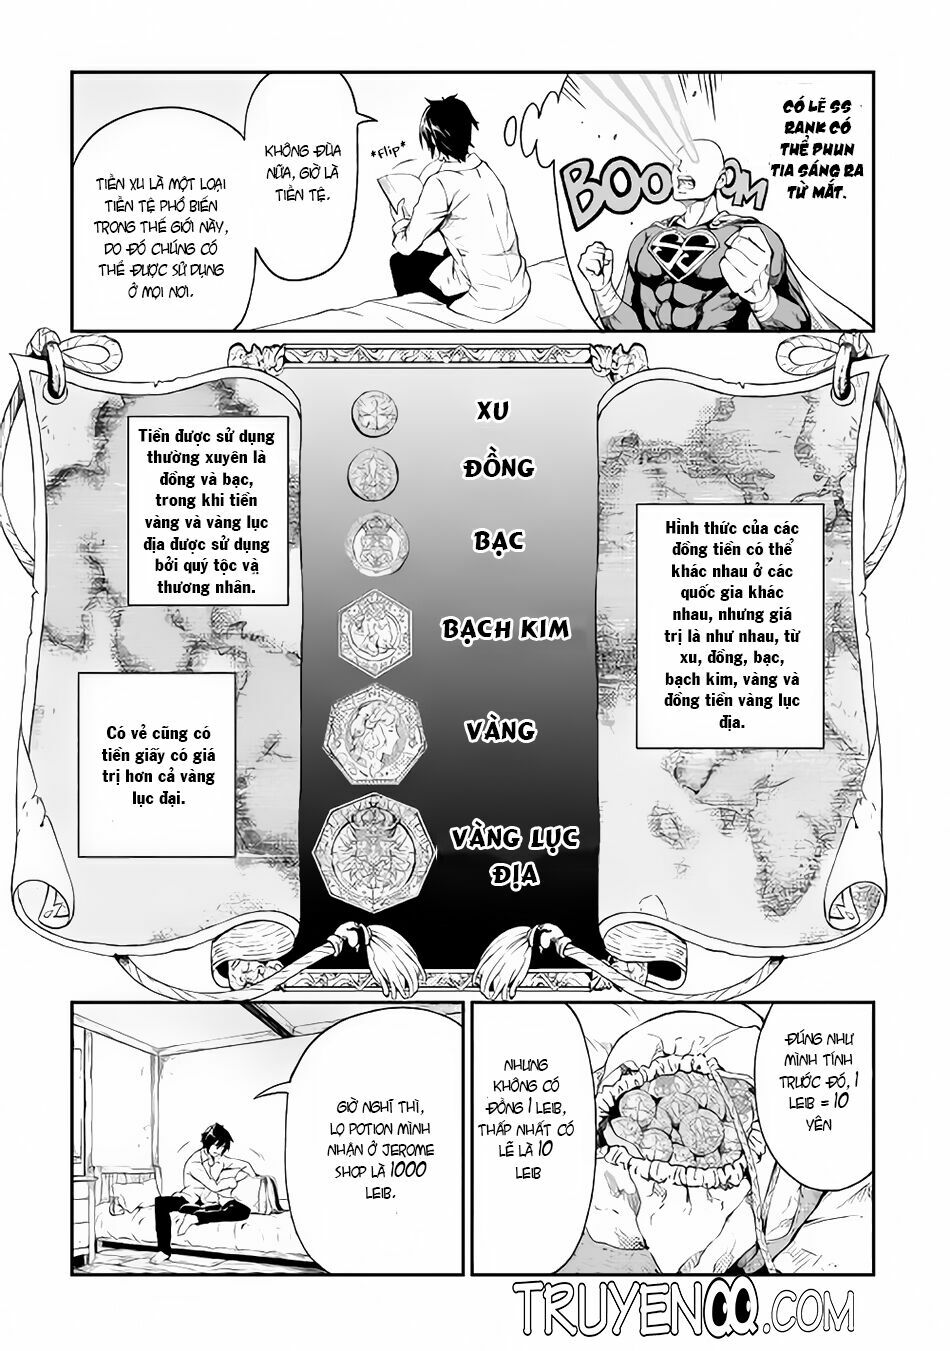 CÓ LẼ SS
RANK CÓ
THỂ PHUN
TIA SÁNG RA
TỪ MẮT.
BOOOOM
*flip*
KHÔNG ĐÙA
NỮA, GIỜ LÀ
TIỀN TỆ.
TIỀN XU LÀ MỘT LOẠI
TIỀN TỆ PHỔ BIẾN
TRONG THẾ GIỚI NÀY,
DO ĐÓ CHÚNG CÓ
THỂ ĐƯỢC SỬ DỤNG
Ở MỌI NƠI.
Hình thức của các
đồng tiền có thể
khác nhau ở các
quốc gia khác
nhau, nhưng giá
trị là như nhau, từ
xu, đồng, bạc,
bạch kim, vàng và
đồng tiền vàng lục
địa.
XU
ĐỒNG
BẠC
BẠCH KIM
VÀNG
VÀNG LỤC
ĐỊA
Tiền được sử dụng
thường xuyên là
đồng và bạc,
trong khi tiền
vàng và vàng lục
địa được sử dụng
bởi quý tộc và
thương nhân.
Có vẻ cũng có
tiền giấy có giá
trị hơn cả vàng
lục đại.
ĐÚNG NHƯ
MÌNH TÍNH
TRƯỚC ĐÓ, 1
LEIB = 10
YÊN
NHƯNG
KHÔNG CÓ
ĐỒNG 1 LEIB,
THẤP NHẤT CÓ
LẼ LÀ 10
LEIB
GIỜ NGHĨ THÌ,
LỌ POTION MÌNH
NHẬN Ở JEROME
SHOP LÀ 1000
LEIB.
TRUYENQQ.COM